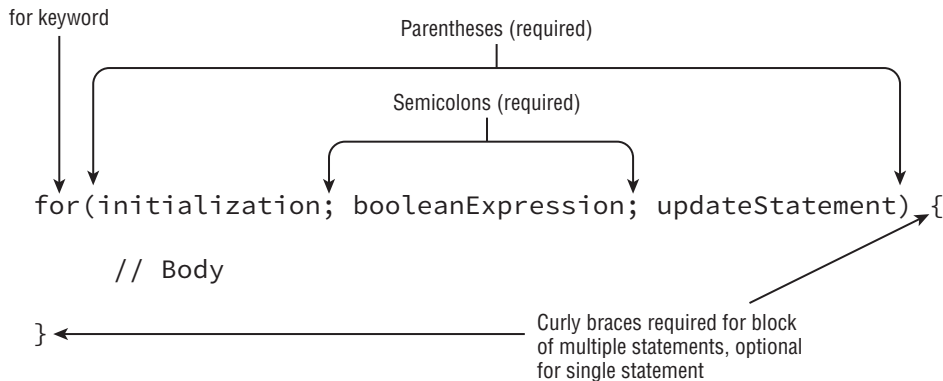 for keyword
Parentheses (required)
Semicolons (required)
for(initialization; booleanExpression; updateStatement) {
// Body
}
Curly braces required for block
of multiple statements, optional
for single statement